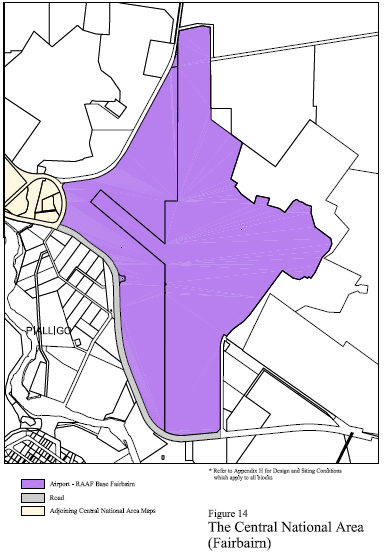 PIALLIGO
* Refer to Appendix H for Design and Siting Conditions
which apply to all blocks
Airport - RAAF Base Fairbairn
Road
Adjoining Central National Area Maps
Figure 14
The Central National Area
(Fairbairn)